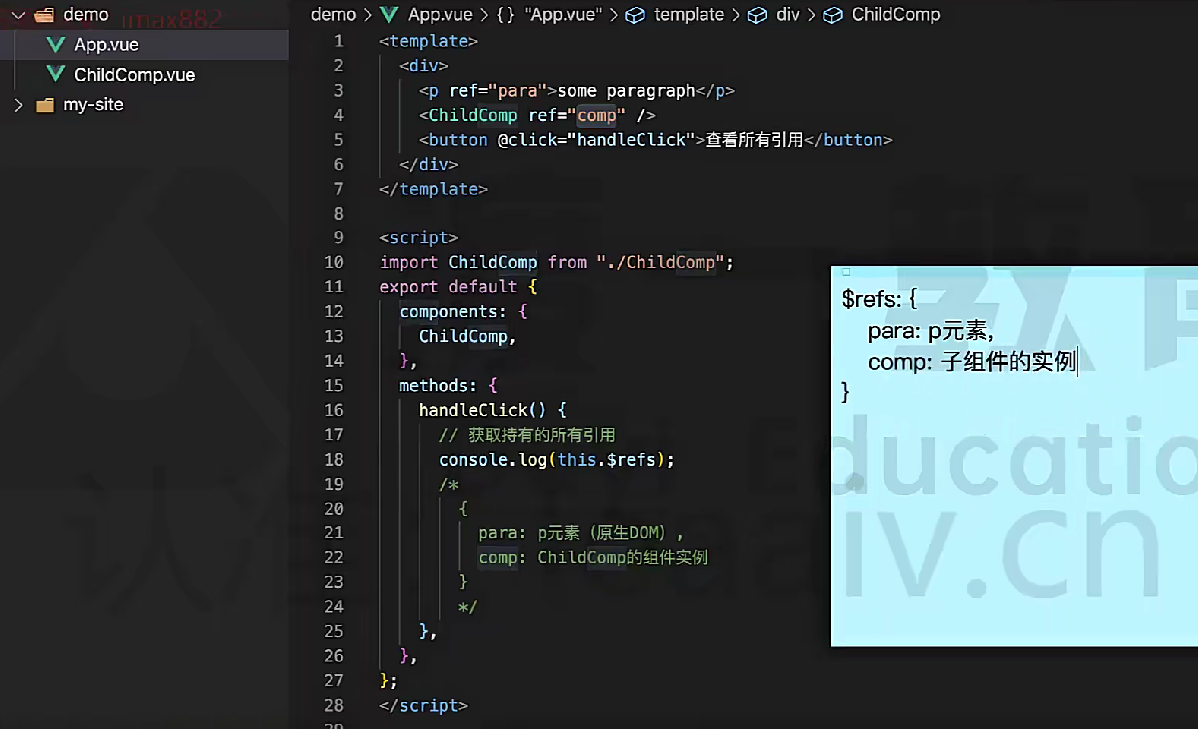 demo
App.vue
ChildComp.vue
my-site
demo > App.vue > {} "App.vue" > template > div > ChildComp
1 <template>
2 <div>
3 <p ref="para">some paragraph</p>
4 <ChildComp ref="comp" />
5 <button @click="handleClick">查看所有引用</button>
6 </div>
7 </template>
8
9 <script>
10 import ChildComp from "./ChildComp";
11 export default {
12 components: {
13 ChildComp,
14 },
15 methods: {
16 handleClick() {
17 // 获取持有的所有引用
18 console.log(this.$refs);
19 /*
20 {
21 para: p元素（原生DOM）,
22 comp: ChildComp的组件实例
23 }
24 */
25 },
26 },
27 };
28 </script>
29
$refs: {
para: p元素,
comp: 子组件的实例
}
Education